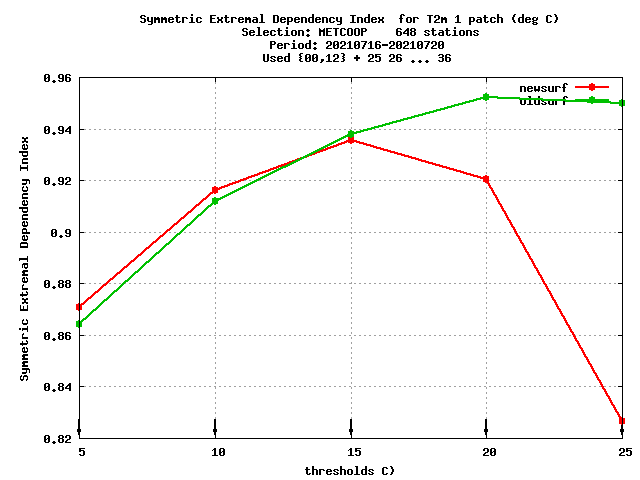 Symmetric Extremal Dependency Index  for T2m 1 patch (deg C)
Selection: METCOOP    648 stations
Period: 20210716-20210720
Used {00,12} + 25 26 ... 36
0.96
0.94
0.92
0.9
0.88
0.86
0.84
0.82
Symmetric Extremal Dependency Index
newsurf
oldsurf
5 10 15 20 25
thresholds C)